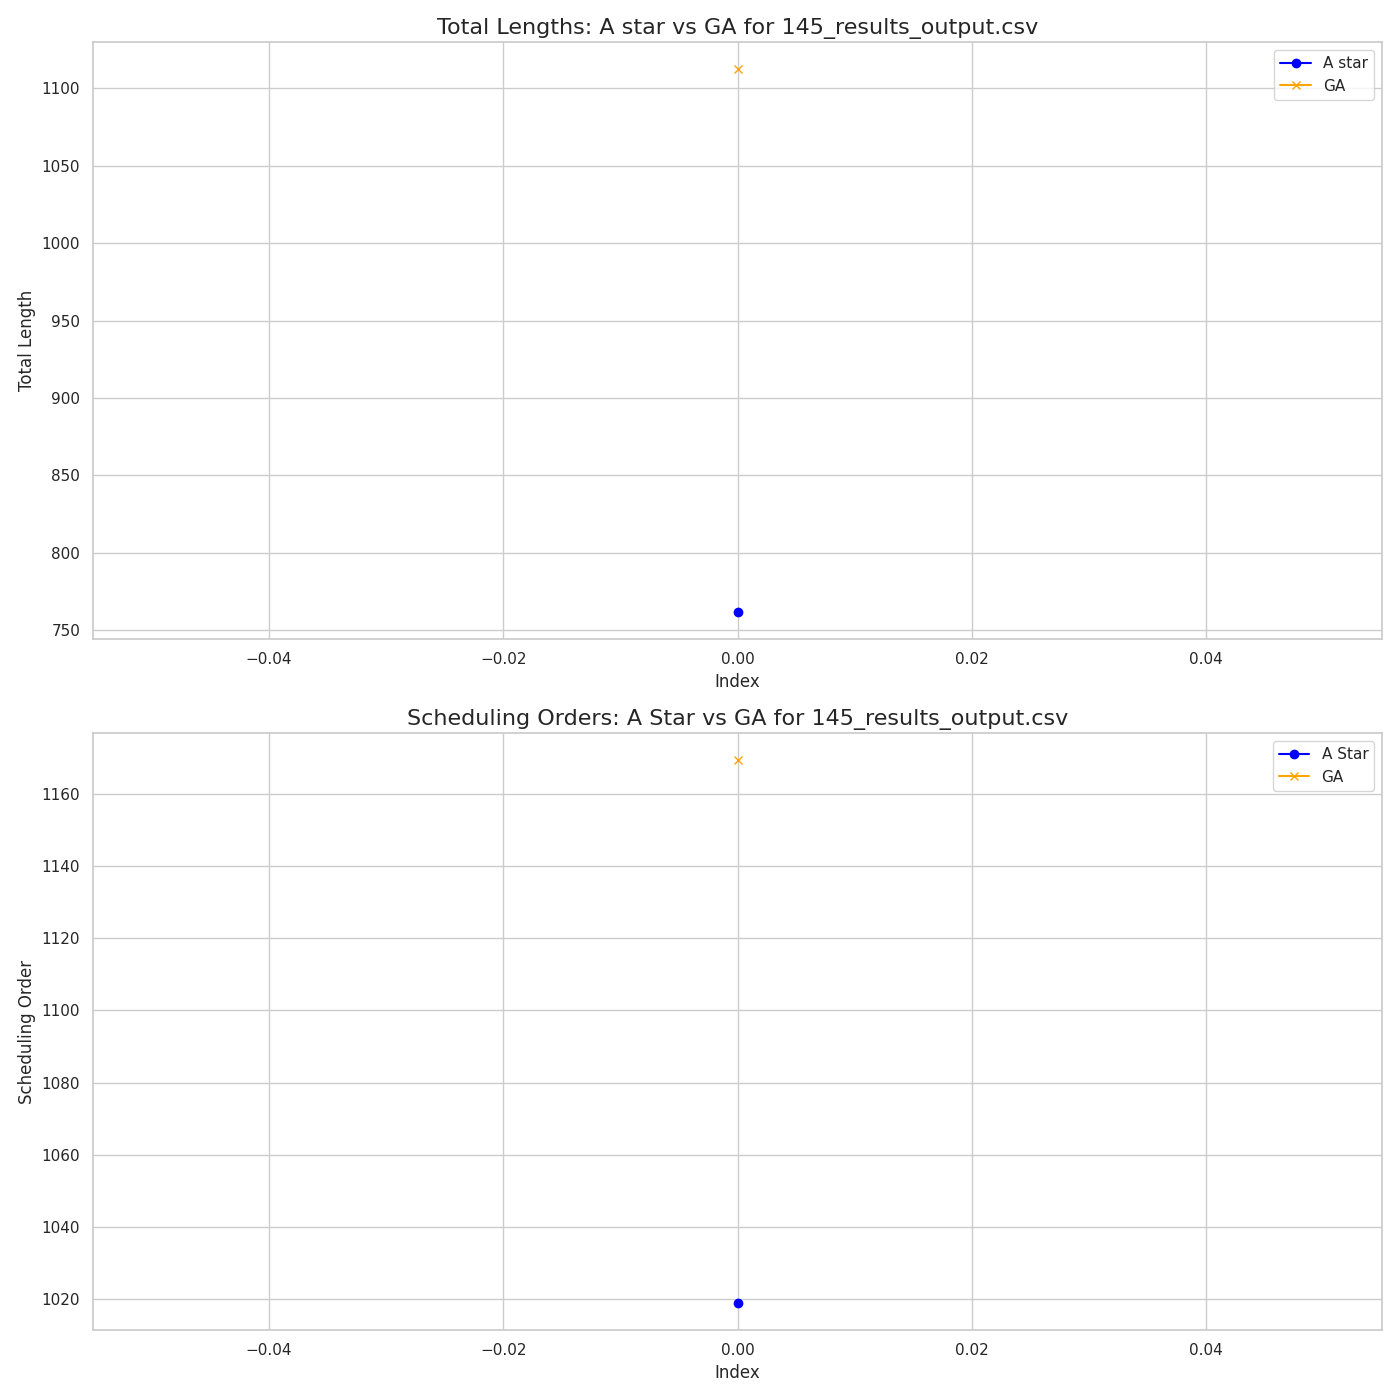 Total Lengths: A star vs GA for 145_results_output.csv
A star
GA
Total Length
1100
1050
1000
950
900
850
800
750
−0.04
−0.02
0.00
0.02
0.04
Index
Scheduling Orders: A Star vs GA for 145_results_output.csv
A Star
GA
Scheduling Order
1160
1140
1120
1100
1080
1060
1040
1020
−0.04
−0.02
0.00
0.02
0.04
Index